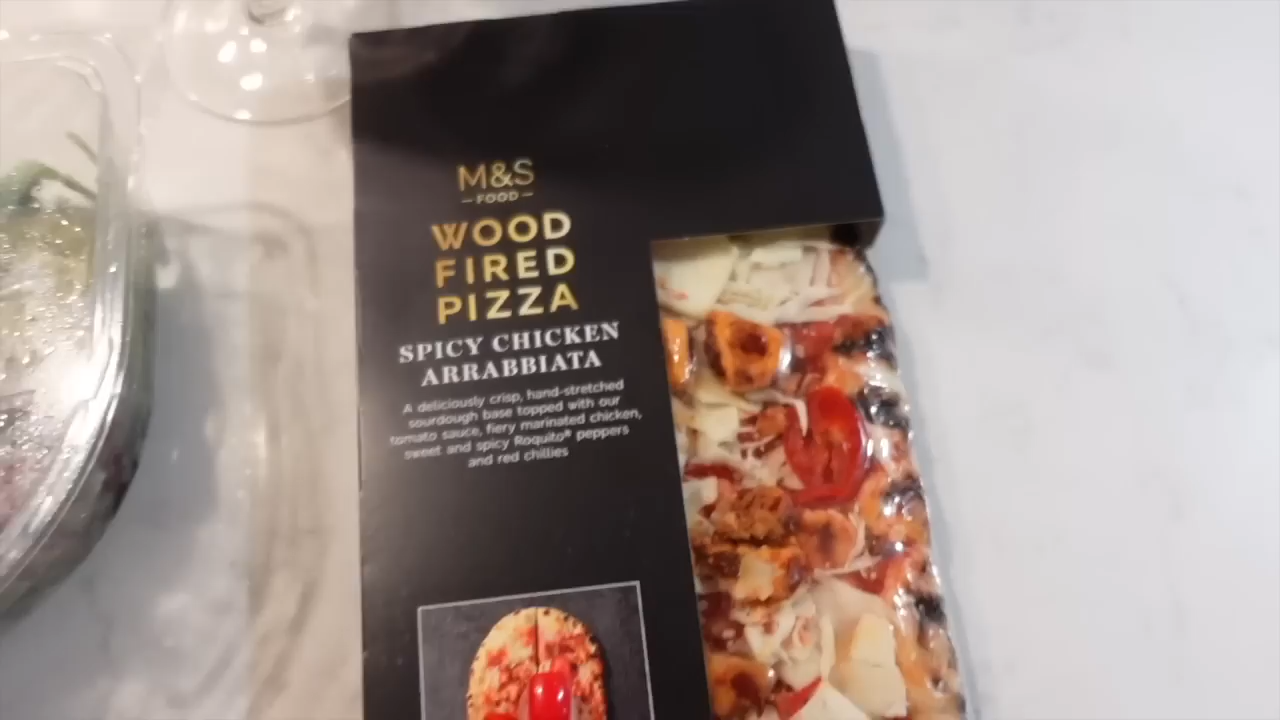 M&S
FOOD
WOOD
FIRED
PIZZA
SPICY CHICKEN
ARRABBIATA
A deliciously crisp, hand-stretched
sourdough base topped with our
tomato sauce, fiery marinated chicken,
sweet and spicy Roquito® peppers
and red chillies